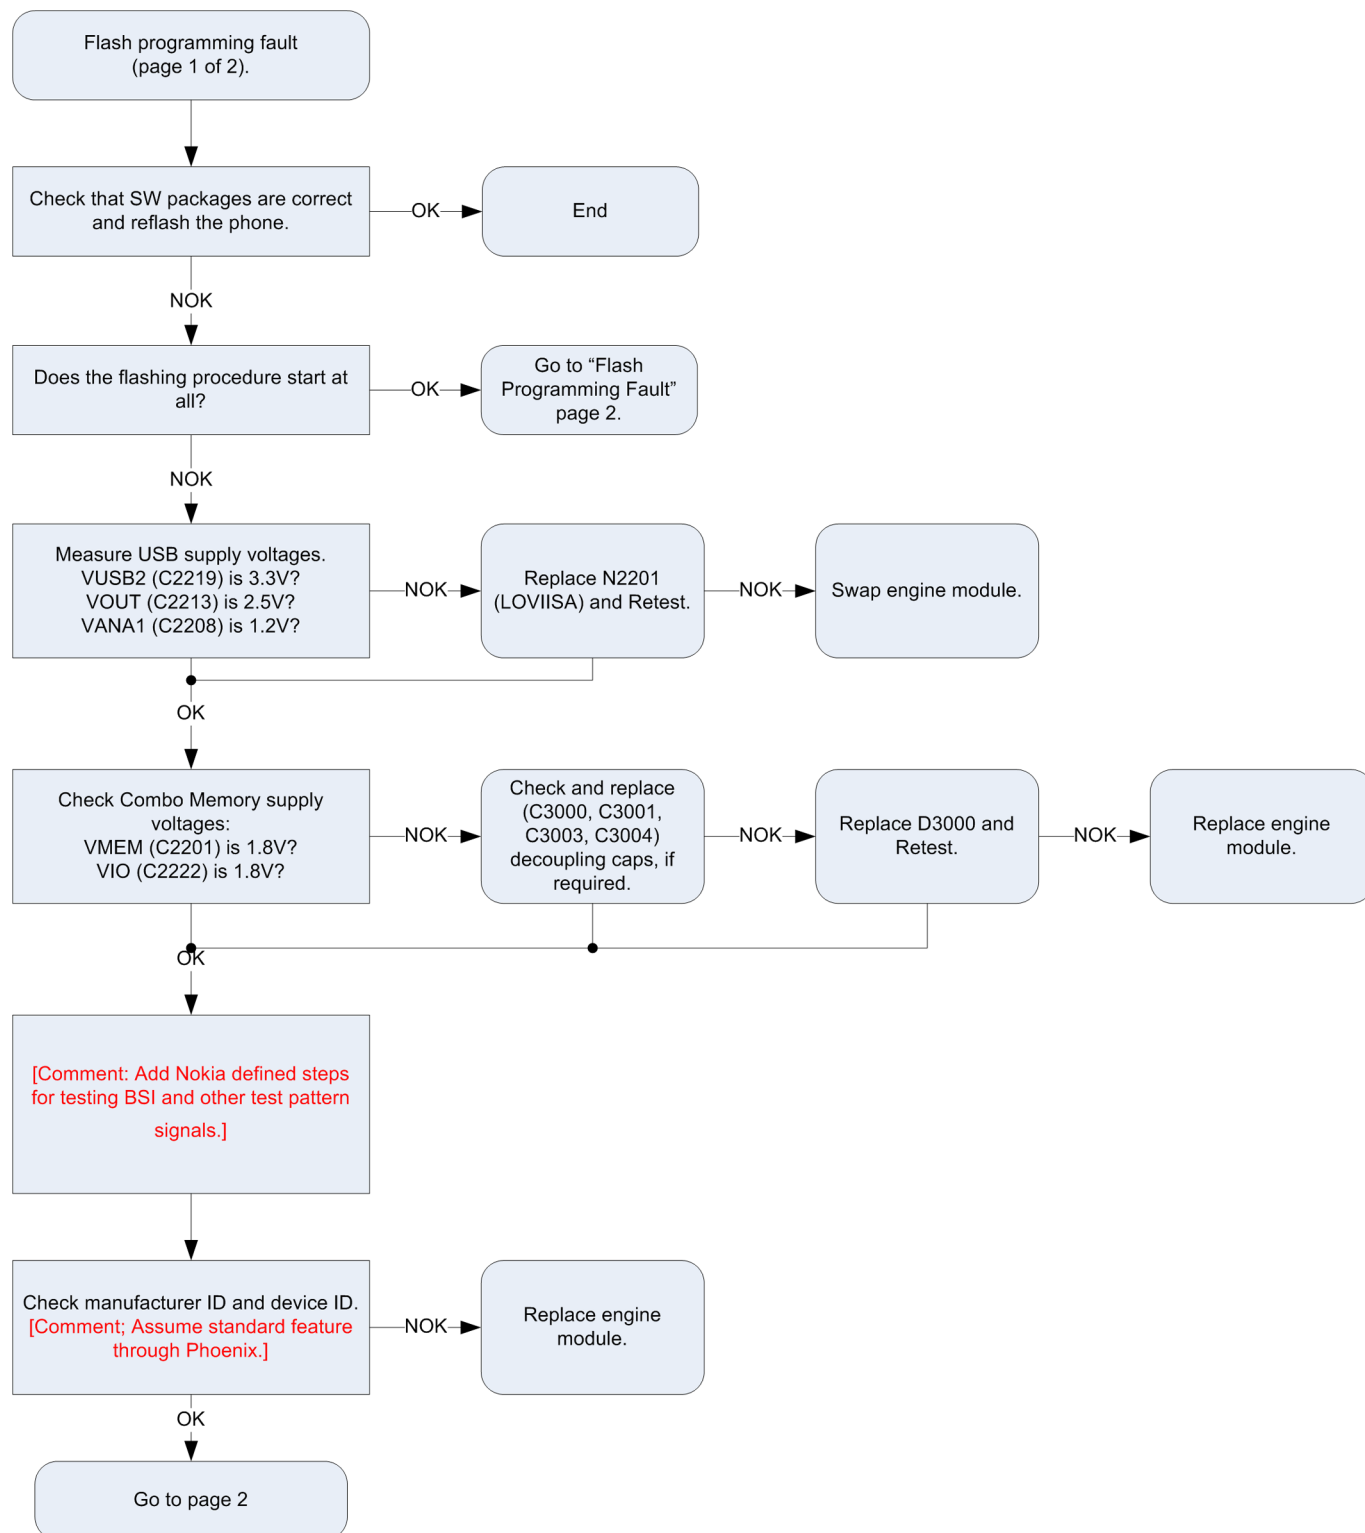 Flash programming fault
(page 1 of 2).
Check that SW packages are correct
and reflash the phone.
OK
End
NOK
Does the flashing procedure start at
all?
OK
Go to “Flash
Programming Fault”
page 2.
NOK
Measure USB supply voltages.
VUSB2 (C2219) is 3.3V?
VOUT (C2213) is 2.5V?
VANA1 (C2208) is 1.2V?
NOK
Replace N2201
(LOVIISA) and Retest.
NOK
Swap engine module.
OK
Check Combo Memory supply
voltages:
VMEM (C2201) is 1.8V?
VIO (C2222) is 1.8V?
NOK
Check and replace
(C3000, C3001,
C3003, C3004)
decoupling caps, if
required.
NOK
Replace D3000 and
Retest.
NOK
Replace engine
module.
OK
[Comment: Add Nokia defined steps
for testing BSI and other test pattern
signals.]
Check manufacturer ID and device ID.
[Comment; Assume standard feature
through Phoenix.]
NOK
Replace engine
module.
OK
Go to page 2